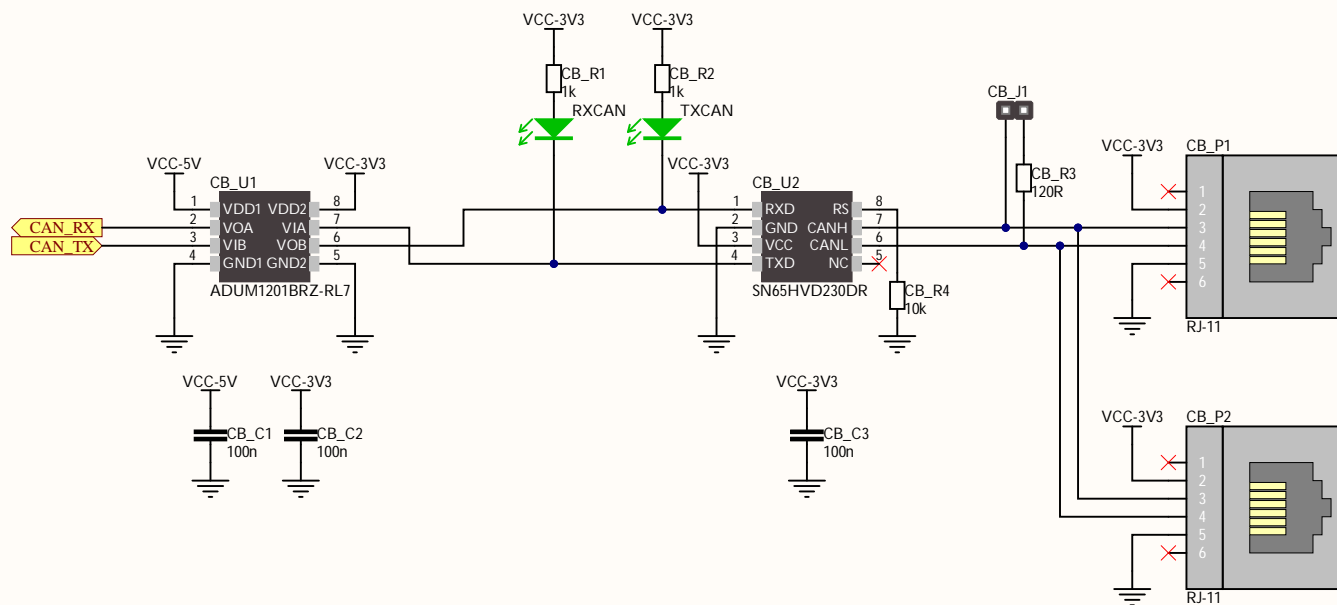 VCC-3V3
VCC-3V3
CB_R1
1k
RXCAN
CB_R2
1k
TXCAN
CB_J1
CB_R3
120R
VCC-5V
CB_U1
VCC-3V3
1 VDD1 VDD2 8
2 VOA VIA 7
3 VIB VOB 6
4 GND1 GND2 5
ADUM1201BRZ-RL7
CAN_RX
CAN_TX
VCC-3V3
CB_U2
1 RXD RS 8
2 GND CANH 7
3 VCC CANL 6
4 TXD NC 5
SN65HVD230DR
CB_R4
10k
VCC-3V3
CB_P1
1
2
3
4
5
6
RJ-11
VCC-5V
CB_C1
100n
VCC-3V3
CB_C2
100n
VCC-3V3
CB_C3
100n
VCC-3V3
CB_P2
1
2
3
4
5
6
RJ-11